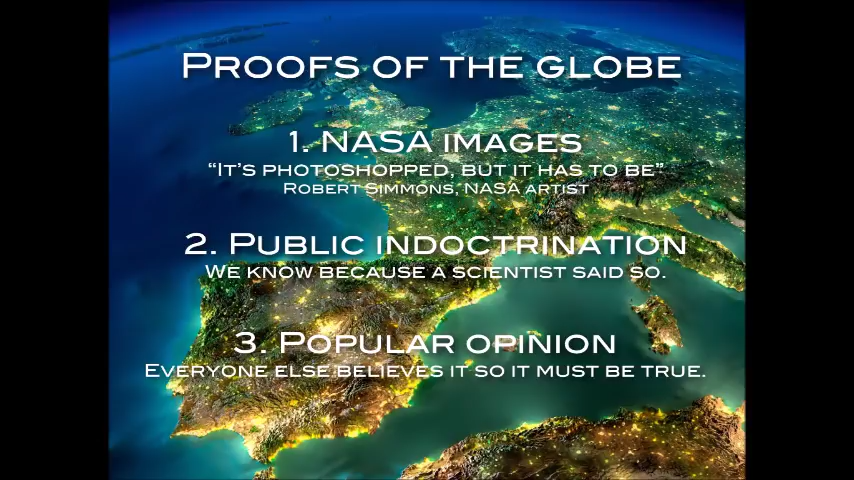 PROOFS OF THE GLOBE
1. NASA IMAGES
“IT'S PHOTOSHOPPED, BUT IT HAS TO BE”
ROBERT SIMMONS, NASA ARTIST
2. PUBLIC INDOCTRINATION
WE KNOW BECAUSE A SCIENTIST SAID SO.
3. POPULAR OPINION
EVERYONE ELSE BELIEVES IT SO IT MUST BE TRUE.